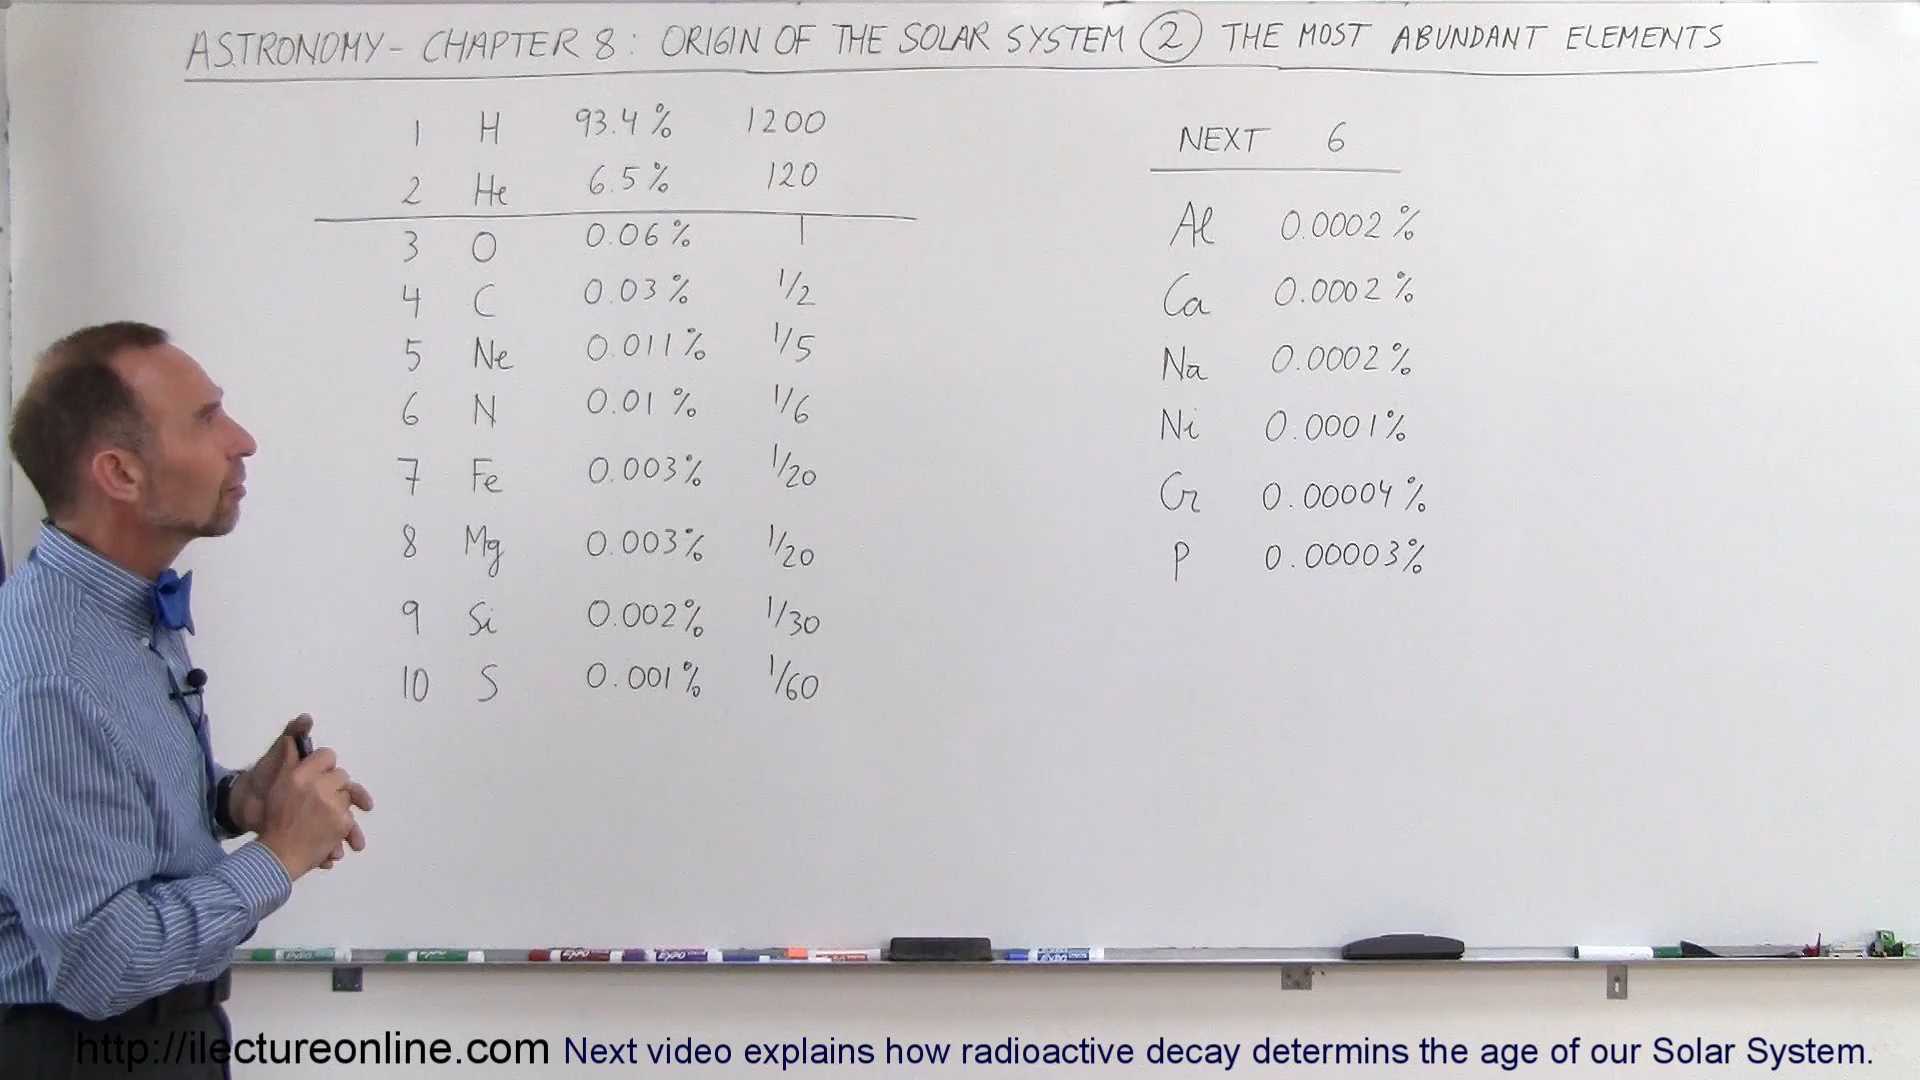 ASTRONOMY - CHAPTER 8: ORIGIN OF THE SOLAR SYSTEM ② THE MOST ABUNDANT ELEMENTS
1 H 93.4% 1200
2 He 6.5% 120
3 O 0.06% 1
4 C 0.03% 1/2
5 Ne 0.011% 1/5
6 N 0.01% 1/6
7 Fe 0.003% 1/20
8 Mg 0.003% 1/20
9 Si 0.002% 1/30
10 S 0.001% 1/60
NEXT 6
Al 0.0002%
Ca 0.0002%
Na 0.0002%
Ni 0.0001%
Cr 0.00004%
P 0.00003%
EXPO EXPO
http://ilectureonline.com Next video explains how radioactive decay determins the age of our Solar System.